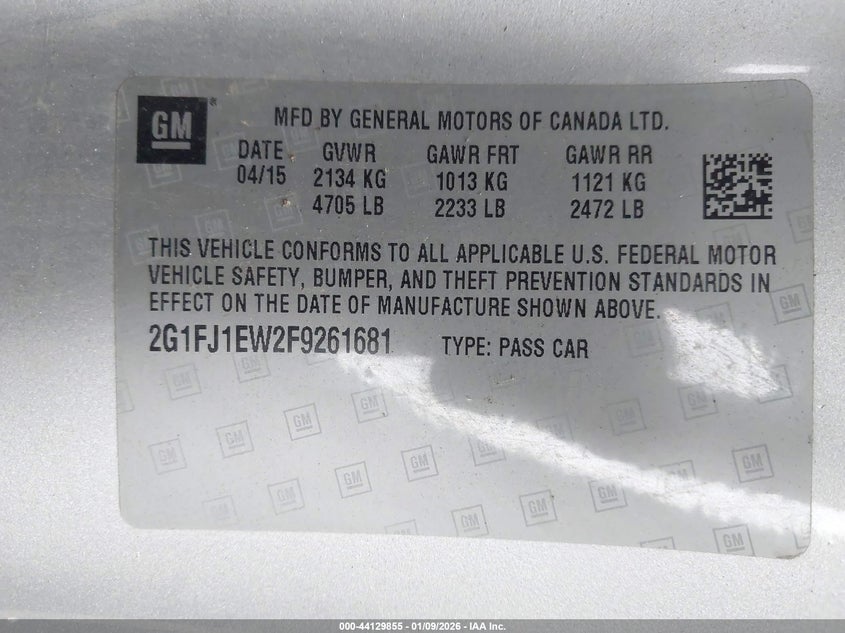 GM ®
MFD BY GENERAL MOTORS OF CANADA LTD.
DATE GVWR GAWR FRT GAWR RR
04/15 2134 KG 1013 KG 1121 KG
4705 LB 2233 LB 2472 LB
THIS VEHICLE CONFORMS TO ALL APPLICABLE U.S. FEDERAL MOTOR
VEHICLE SAFETY, BUMPER, AND THEFT PREVENTION STANDARDS IN
EFFECT ON THE DATE OF MANUFACTURE SHOWN ABOVE.
2G1FJ1EW2F9261681 TYPE: PASS CAR
000-44129855 | 01/09/2026 | IAA Inc.